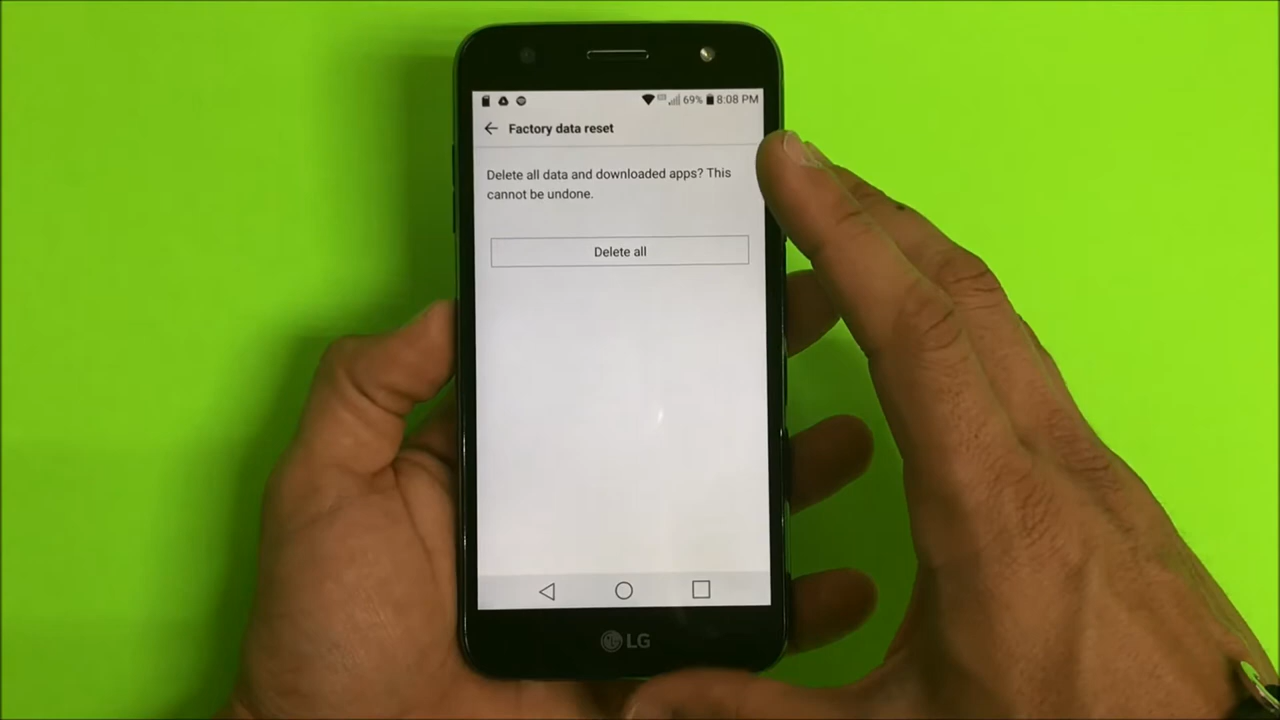 69% 8:08 PM
Factory data reset
Delete all data and downloaded apps? This
cannot be undone.
Delete all
LG